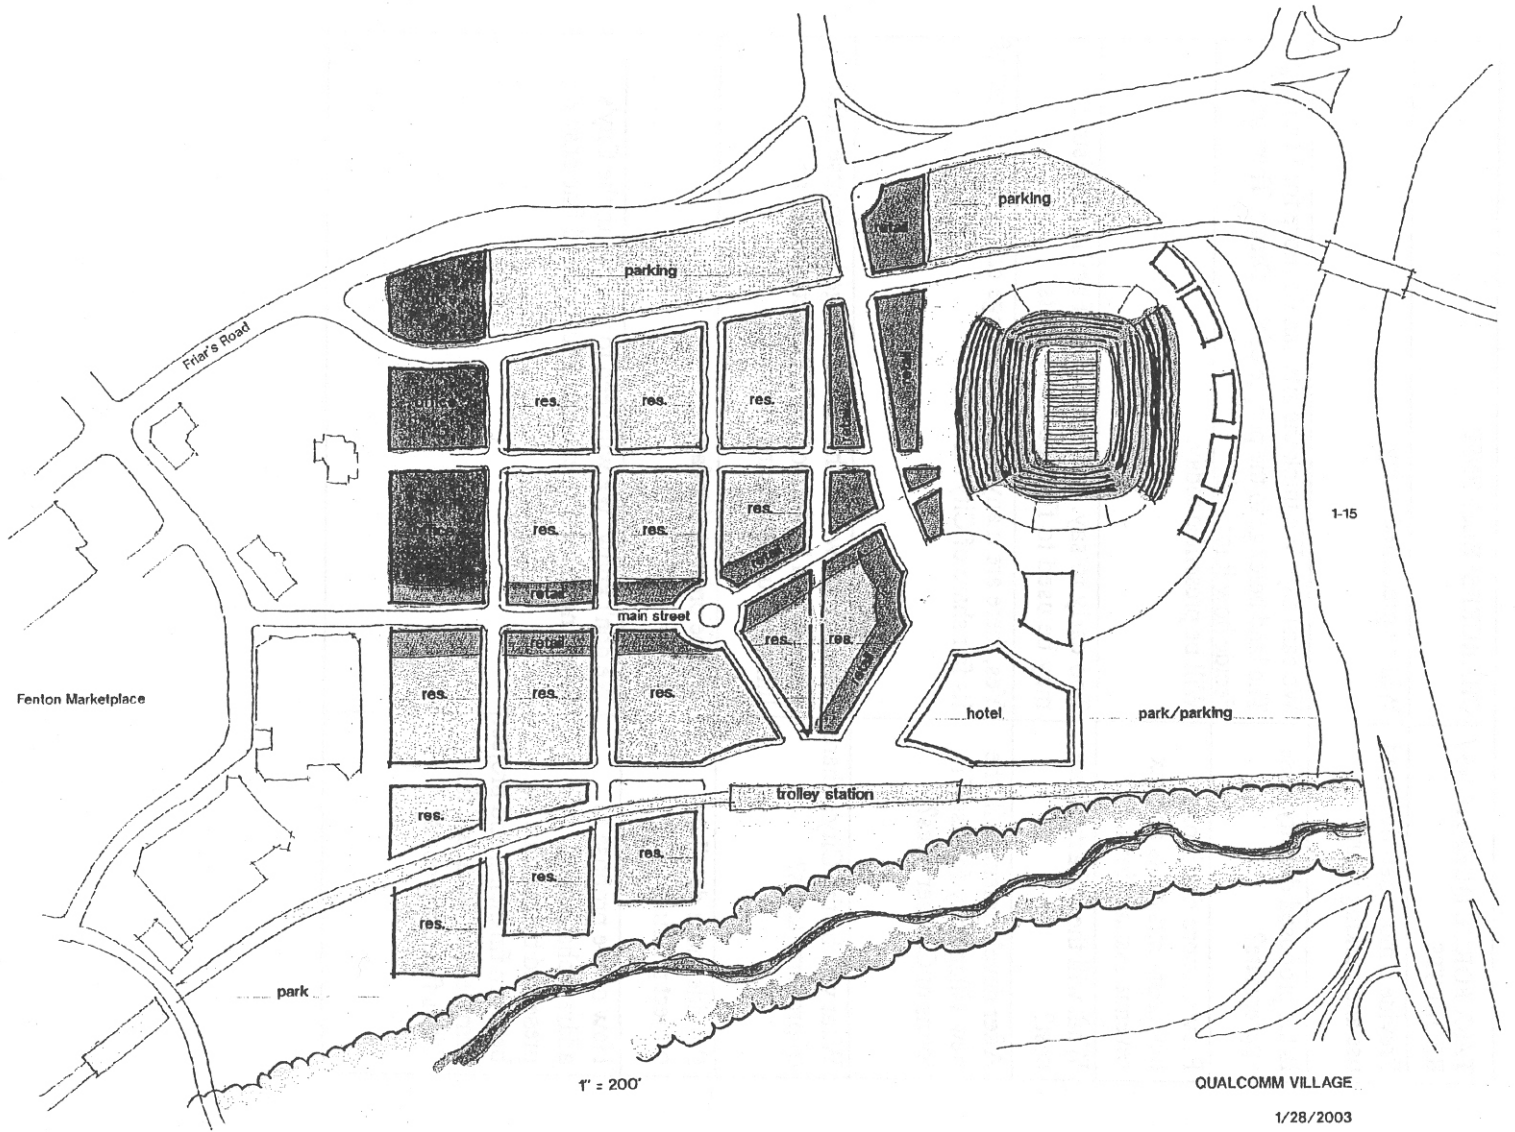 parking
retail
parking
Friar's Road
office
res.
res.
res.
retail
retail
office
res.
res.
res.
retail
retail
1-15
main street
retail
res.
res.
retail
res.
res.
res.
Fenton Marketplace
hotel
park/parking
trolley station
res.
res.
res.
res.
park
1" = 200'
QUALCOMM VILLAGE
1/28/2003